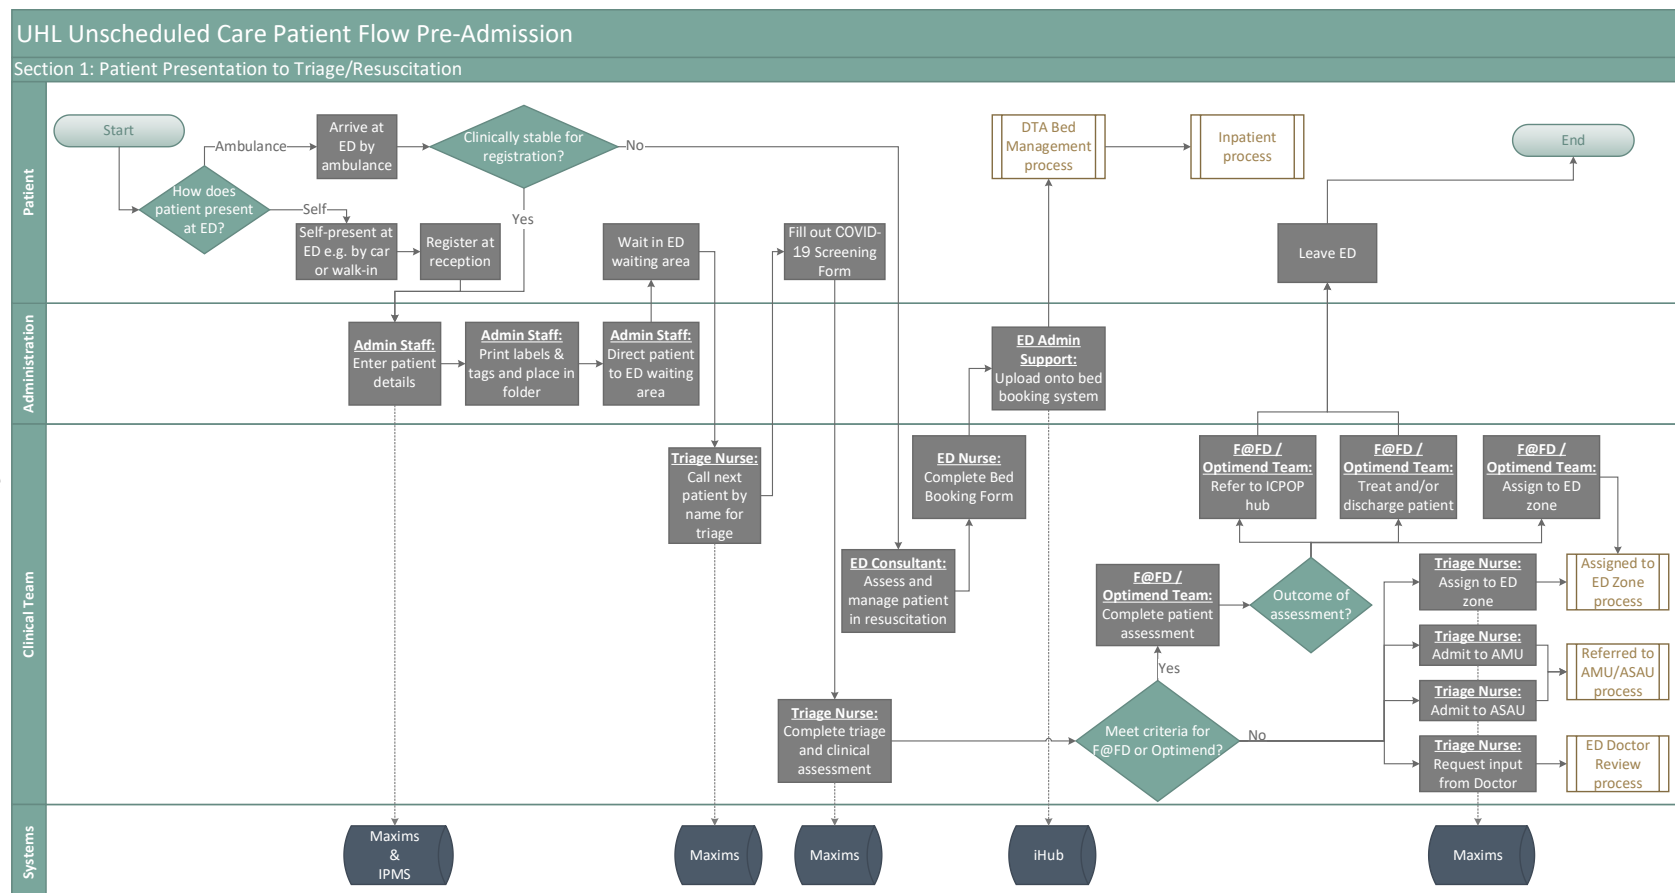 UHL Unscheduled Care Patient Flow Pre-Admission
Section 1: Patient Presentation to Triage/Resuscitation
Patient
Start
How does
patient present
at ED?
Ambulance
Self
Arrive at
ED by
ambulance
Clinically stable for
registration?
No
Yes
Self-present at
ED e.g. by car
or walk-in
Register at
reception
Wait in ED
waiting area
Fill out COVID-
19 Screening
Form
DTA Bed
Management
process
Inpatient
process
Leave ED
End
Administration
Admin Staff:
Enter patient
details
Admin Staff:
Print labels &
tags and place in
folder
Admin Staff:
Direct patient
to ED waiting
area
ED Admin
Support:
Upload onto bed
booking system
Clinical Team
Triage Nurse:
Call next
patient by
name for
triage
ED Consultant:
Assess and
manage patient
in resuscitation
ED Nurse:
Complete Bed
Booking Form
Triage Nurse:
Complete triage
and clinical
assessment
Meet criteria for
F@FD or Optimend?
Yes
No
F@FD /
Optimend Team:
Complete patient
assessment
Outcome of
assessment?
F@FD /
Optimend Team:
Refer to ICPOP
hub
F@FD /
Optimend Team:
Treat and/or
discharge patient
F@FD /
Optimend Team:
Assign to ED
zone
Triage Nurse:
Assign to ED
zone
Assigned to
ED Zone
process
Triage Nurse:
Admit to AMU
Triage Nurse:
Admit to ASAU
Referred to
AMU/ASAU
process
Triage Nurse:
Request input
from Doctor
ED Doctor
Review
process
Systems
Maxims
&
IPMS
Maxims
Maxims
iHub
Maxims